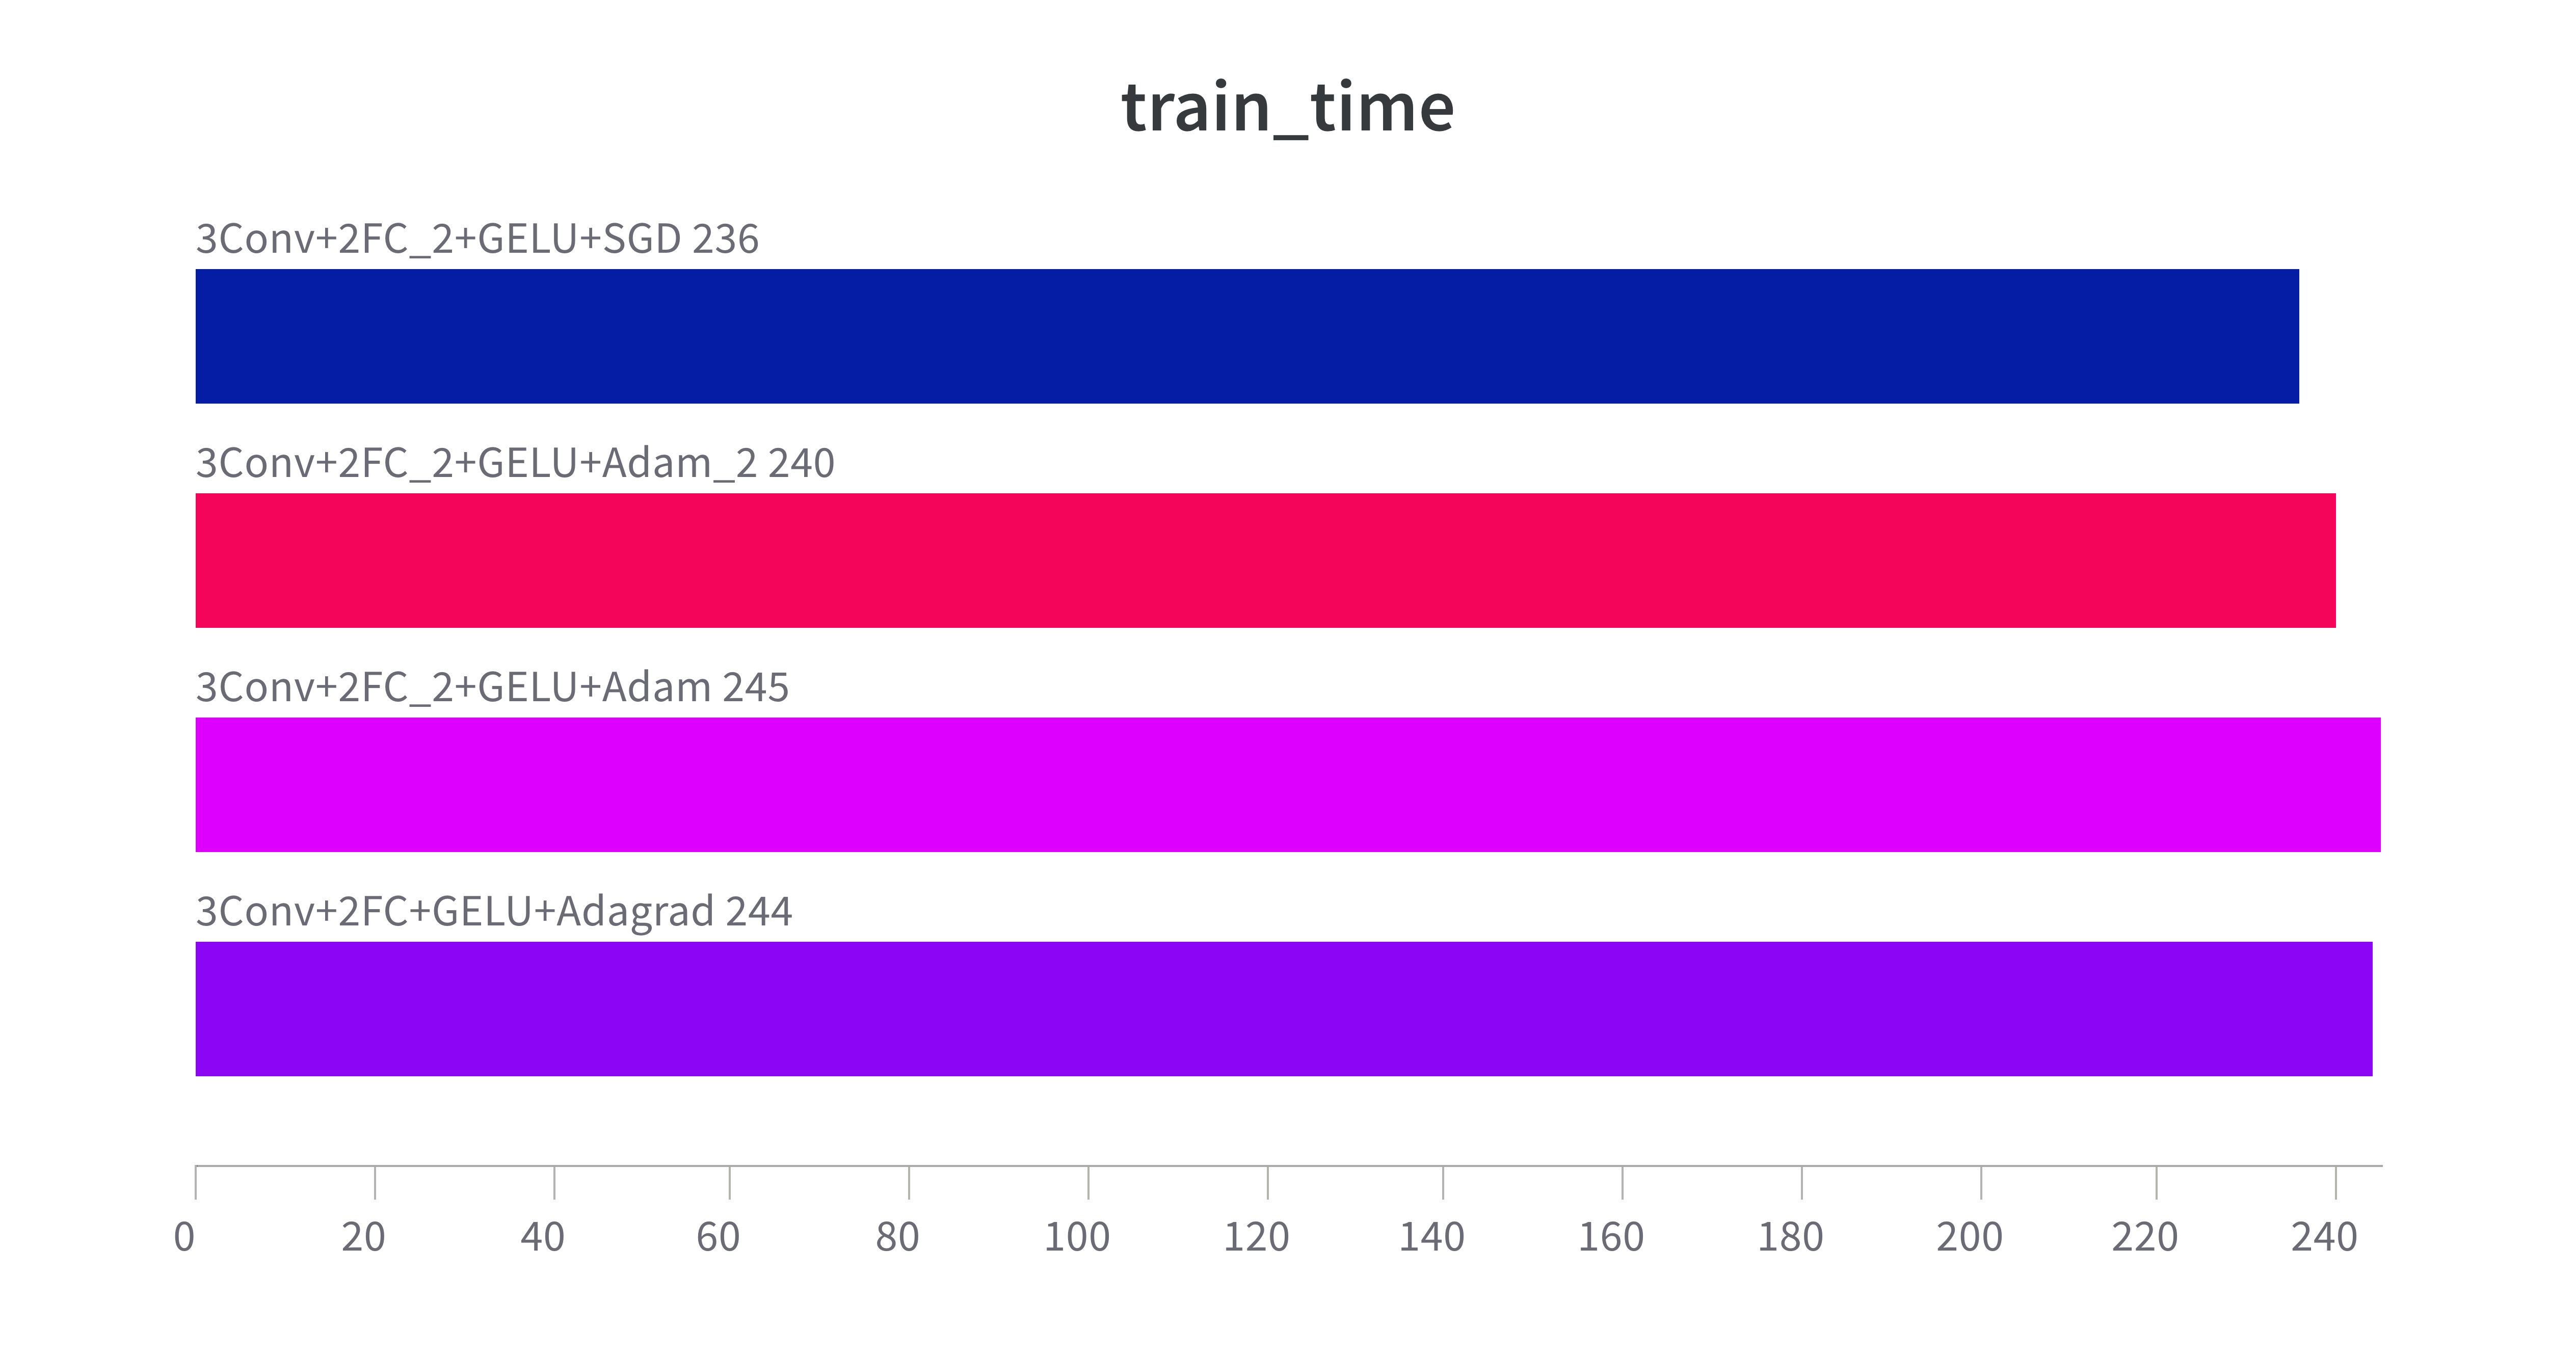 train_time
3Conv+2FC_2+GELU+SGD 236
3Conv+2FC_2+GELU+Adam_2 240
3Conv+2FC_2+GELU+Adam 245
3Conv+2FC+GELU+Adagrad 244
0 20 40 60 80 100 120 140 160 180 200 220 240